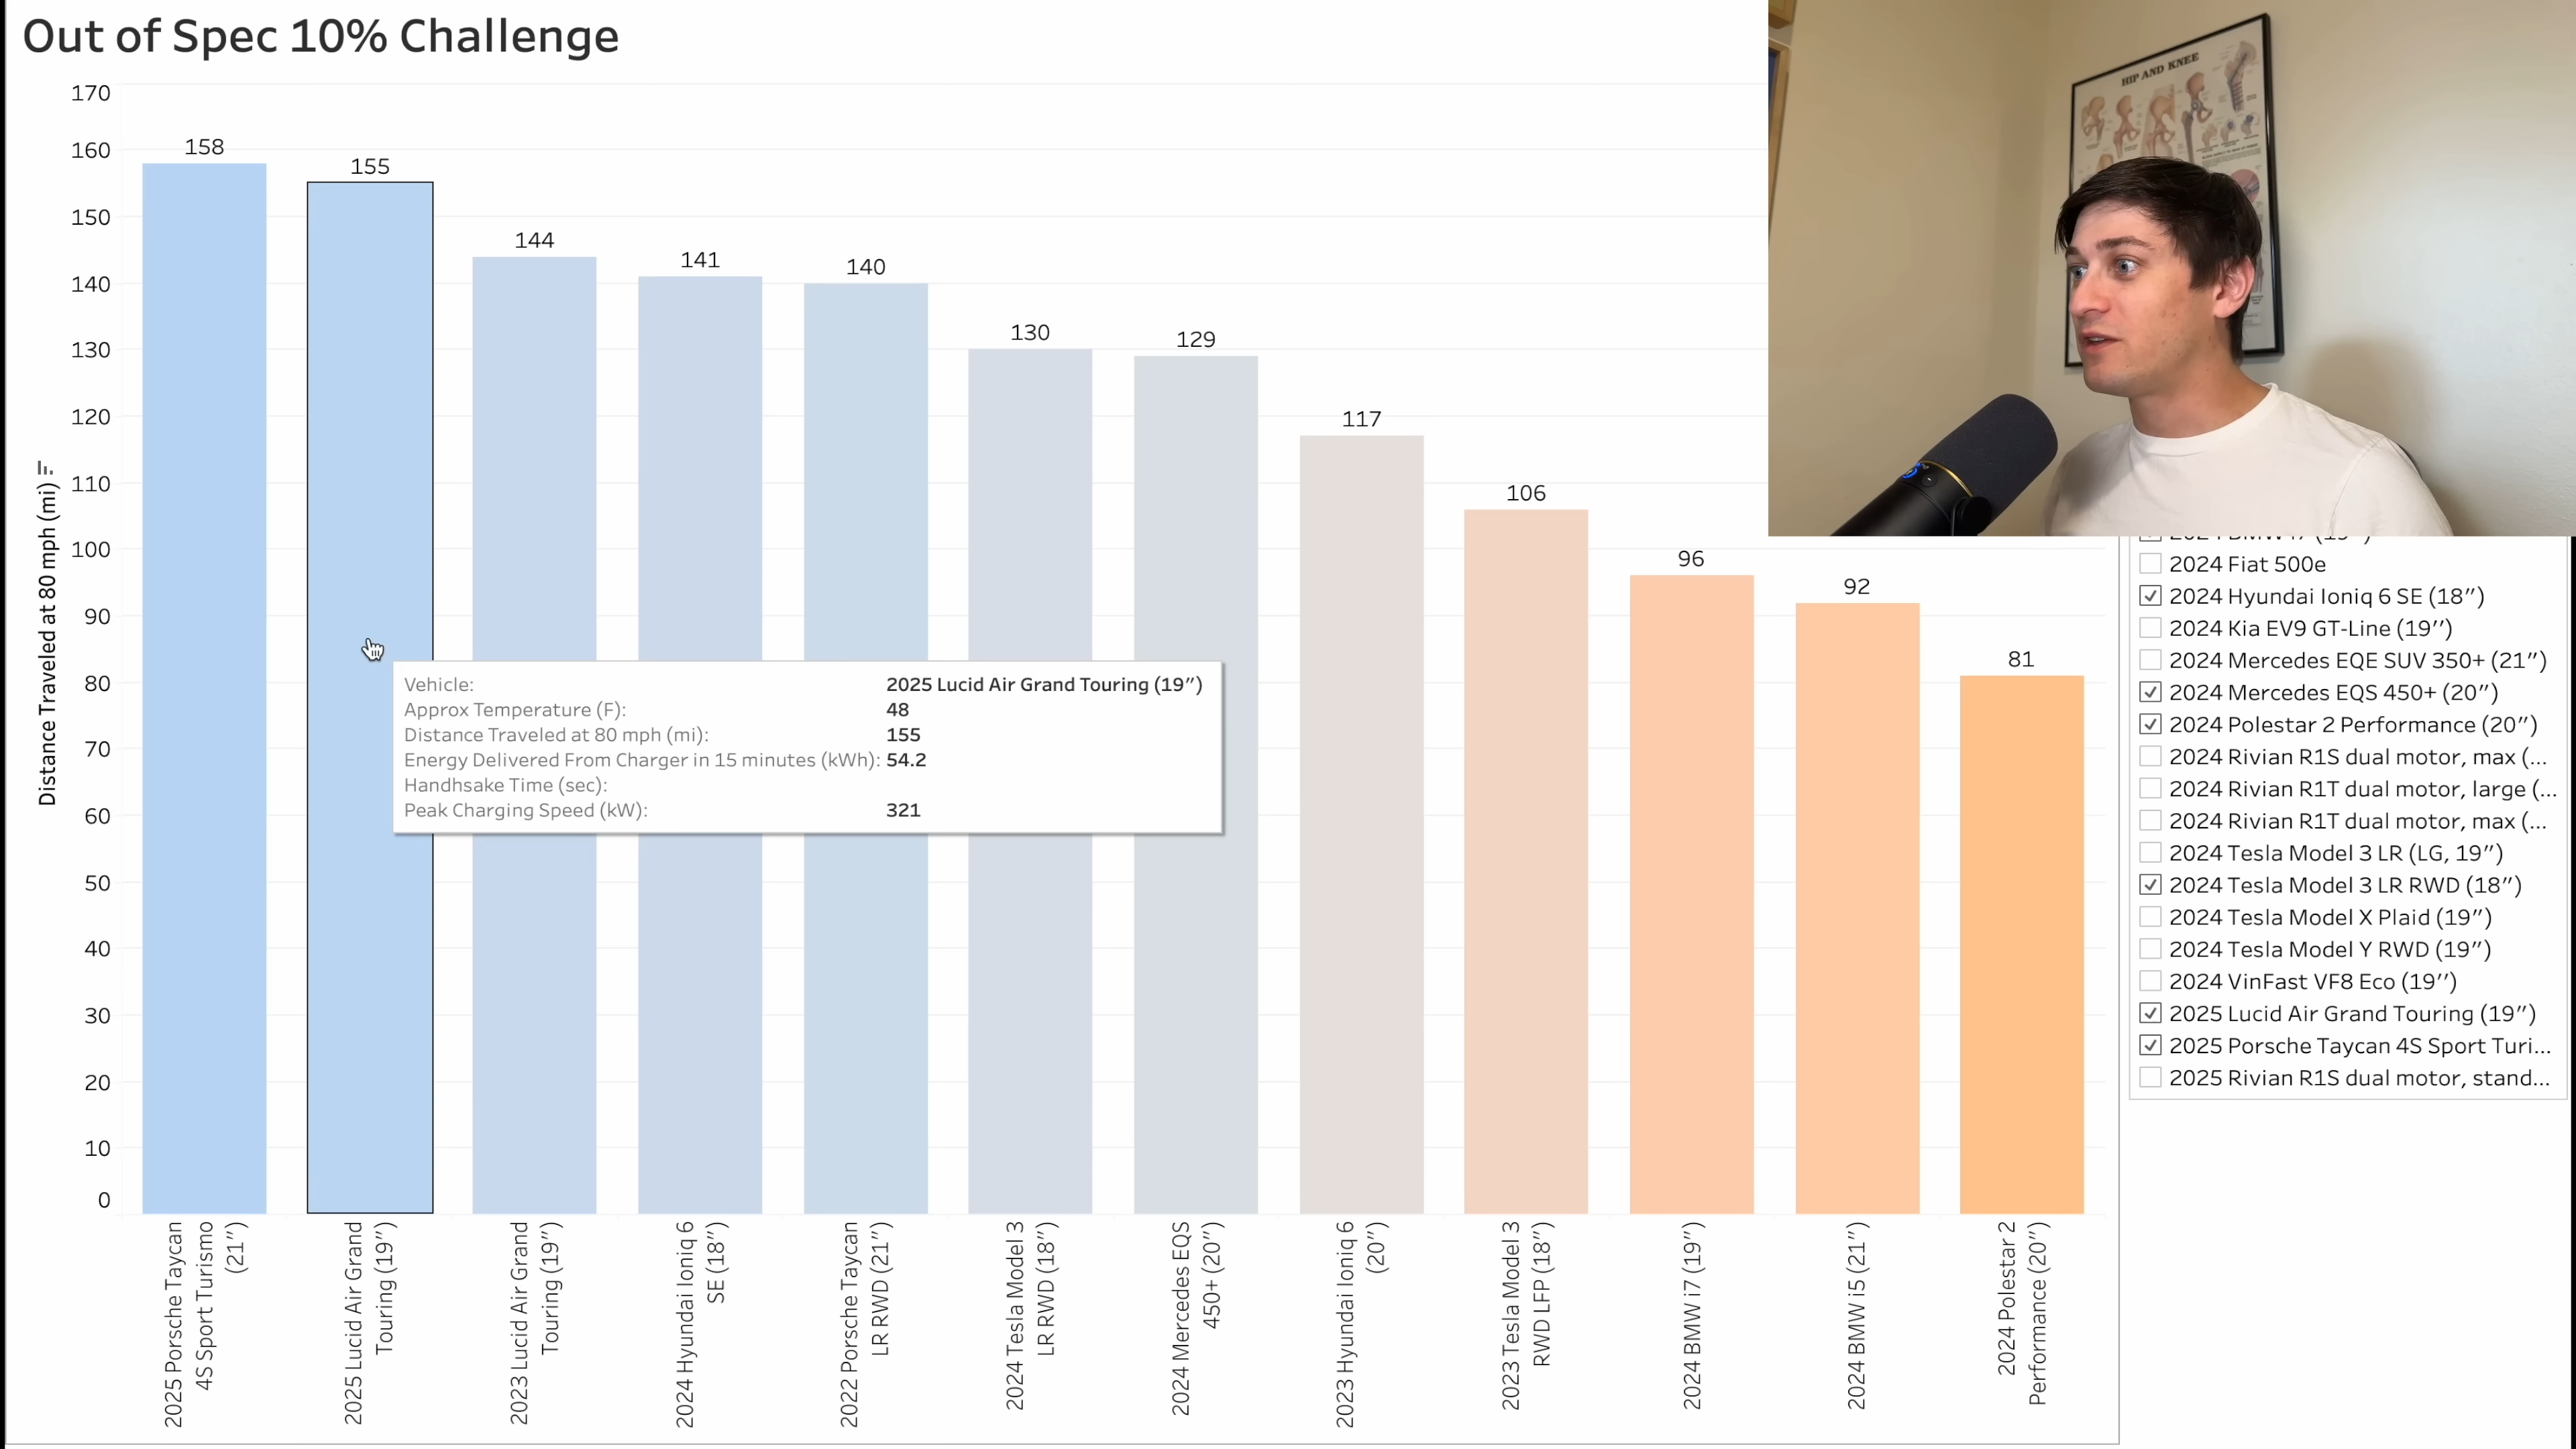 Out of Spec 10% Challenge
HIP AND KNEE
Distance Traveled at 80 mph (mi)
170
160
150
140
130
120
110
100
90
80
70
60
50
40
30
20
10
0
158
155
144
141
140
130
129
117
106
96
92
81
Vehicle: 2025 Lucid Air Grand Touring (19")
Approx Temperature (F): 48
Distance Traveled at 80 mph (mi): 155
Energy Delivered From Charger in 15 minutes (kWh): 54.2
Handhsake Time (sec):
Peak Charging Speed (kW): 321
2025 Porsche Taycan
4S Sport Turismo
(21")
2025 Lucid Air Grand
Touring (19")
2023 Lucid Air Grand
Touring (19")
2024 Hyundai Ioniq 6
SE (18")
2022 Porsche Taycan
LR RWD (21")
2024 Tesla Model 3
LR RWD (18")
2024 Mercedes EQS
450+ (20")
2023 Hyundai Ioniq 6
(20")
2023 Tesla Model 3
RWD LFP (18")
2024 BMW i7 (19")
2024 BMW i5 (21")
2024 Polestar 2
Performance (20")
2024 BMW i7 (19")
2024 Fiat 500e
2024 Hyundai Ioniq 6 SE (18")
2024 Kia EV9 GT-Line (19'')
2024 Mercedes EQE SUV 350+ (21")
2024 Mercedes EQS 450+ (20")
2024 Polestar 2 Performance (20")
2024 Rivian R1S dual motor, max (...
2024 Rivian R1T dual motor, large (...
2024 Rivian R1T dual motor, max (...
2024 Tesla Model 3 LR (LG, 19")
2024 Tesla Model 3 LR RWD (18")
2024 Tesla Model X Plaid (19")
2024 Tesla Model Y RWD (19")
2024 VinFast VF8 Eco (19'')
2025 Lucid Air Grand Touring (19")
2025 Porsche Taycan 4S Sport Turi...
2025 Rivian R1S dual motor, stand...